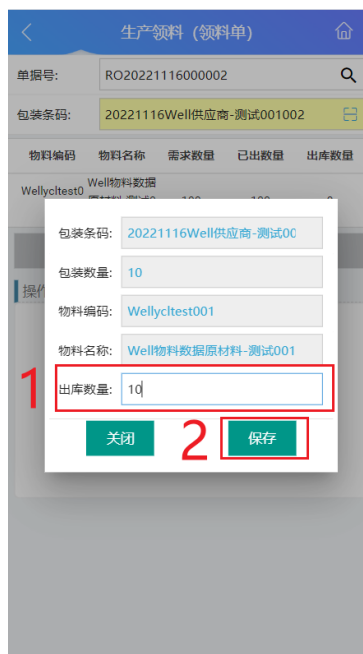 生产领料（领料单）
单据号: RO20221116000002
包装条码: 20221116Well供应商-测试001002
物料编码 物料名称 需求数量 已出数量 出库数量
Wellycltest0 Well物料数据
操作
包装条码: 20221116Well供应商-测试00
包装数量: 10
物料编码: Wellycltest001
物料名称: Well物料数据原材料-测试001
1
出库数量: 10
关闭 2 保存